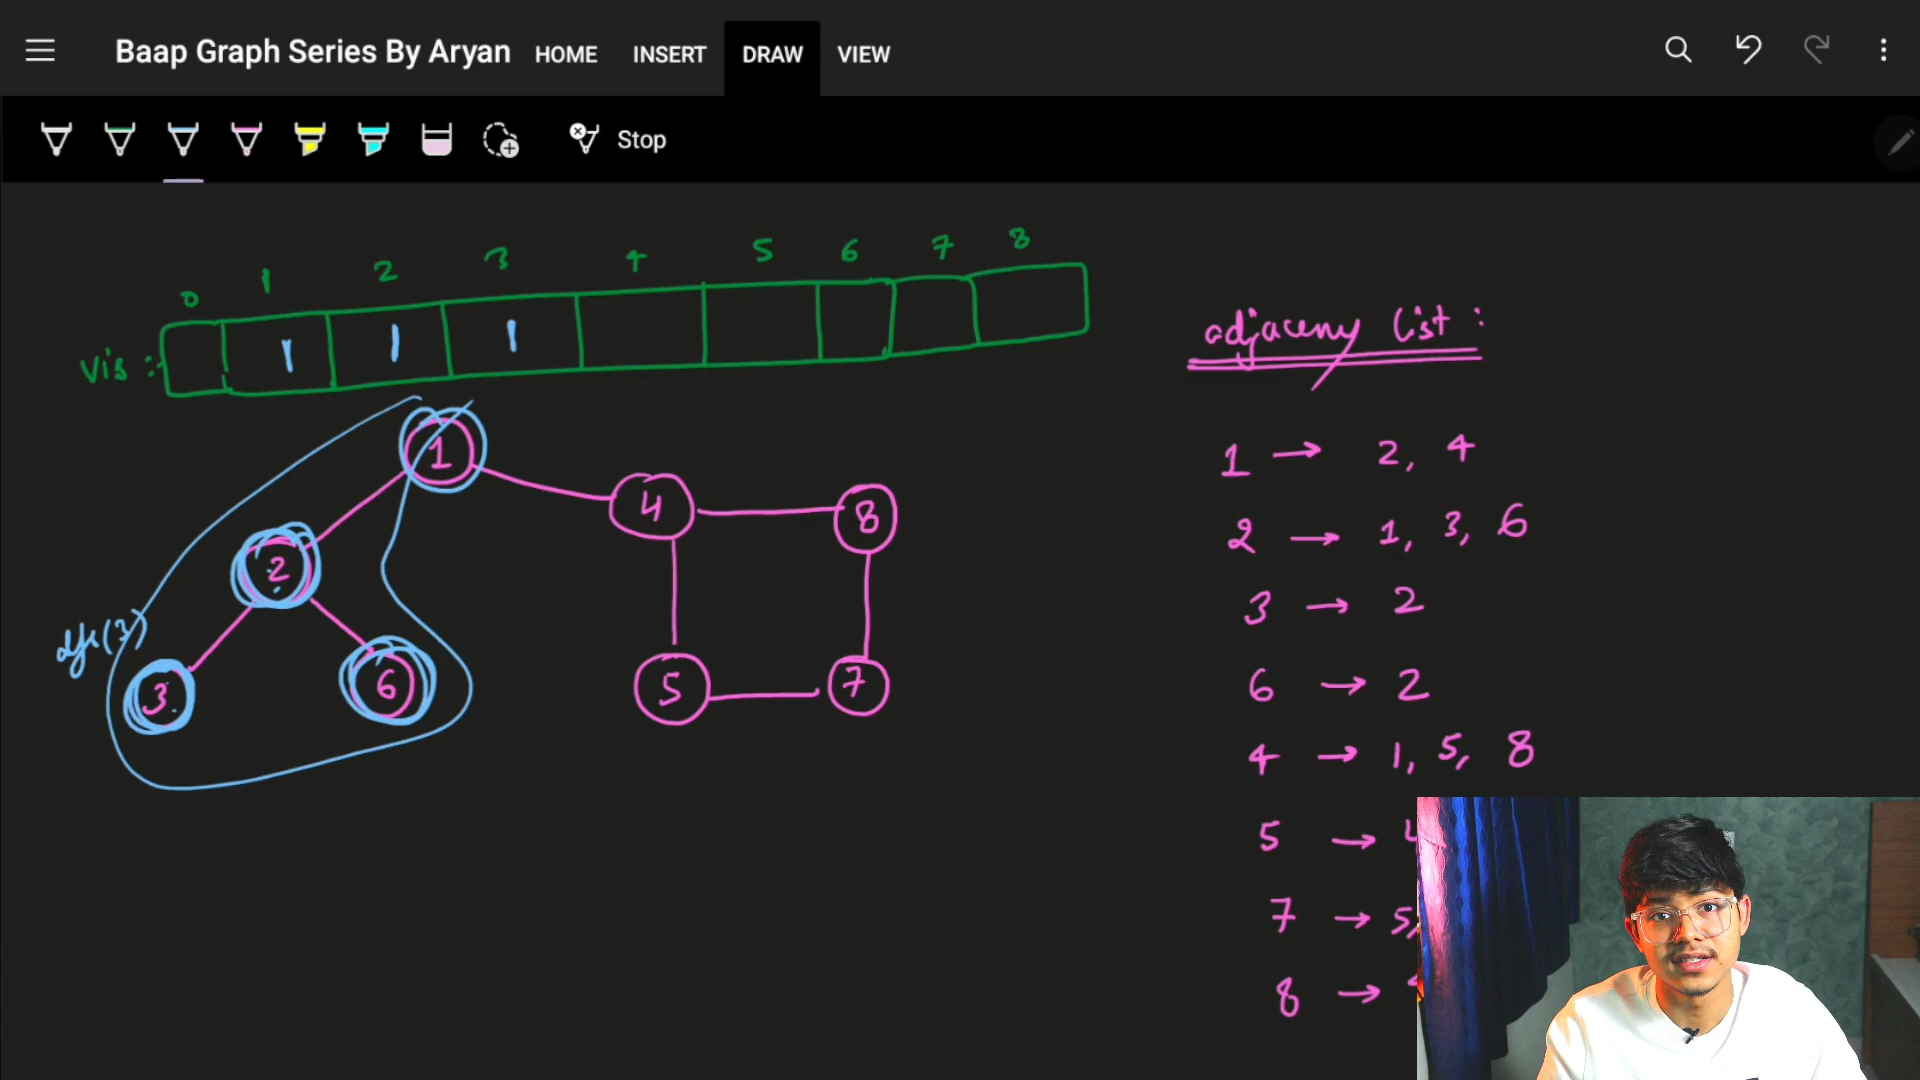 Baap Graph Series By Aryan HOME INSERT DRAW VIEW
Stop
0 1 2 3 4 5 6 7 8
vis : 1 1 1
adjaceny list :
1 → 2, 4
2 → 1, 3, 6
3 → 2
6 → 2
4 → 1, 5, 8
5 →
7 → 5,
8 →
1
4 8
2
dfs(3)
3 6 5 7